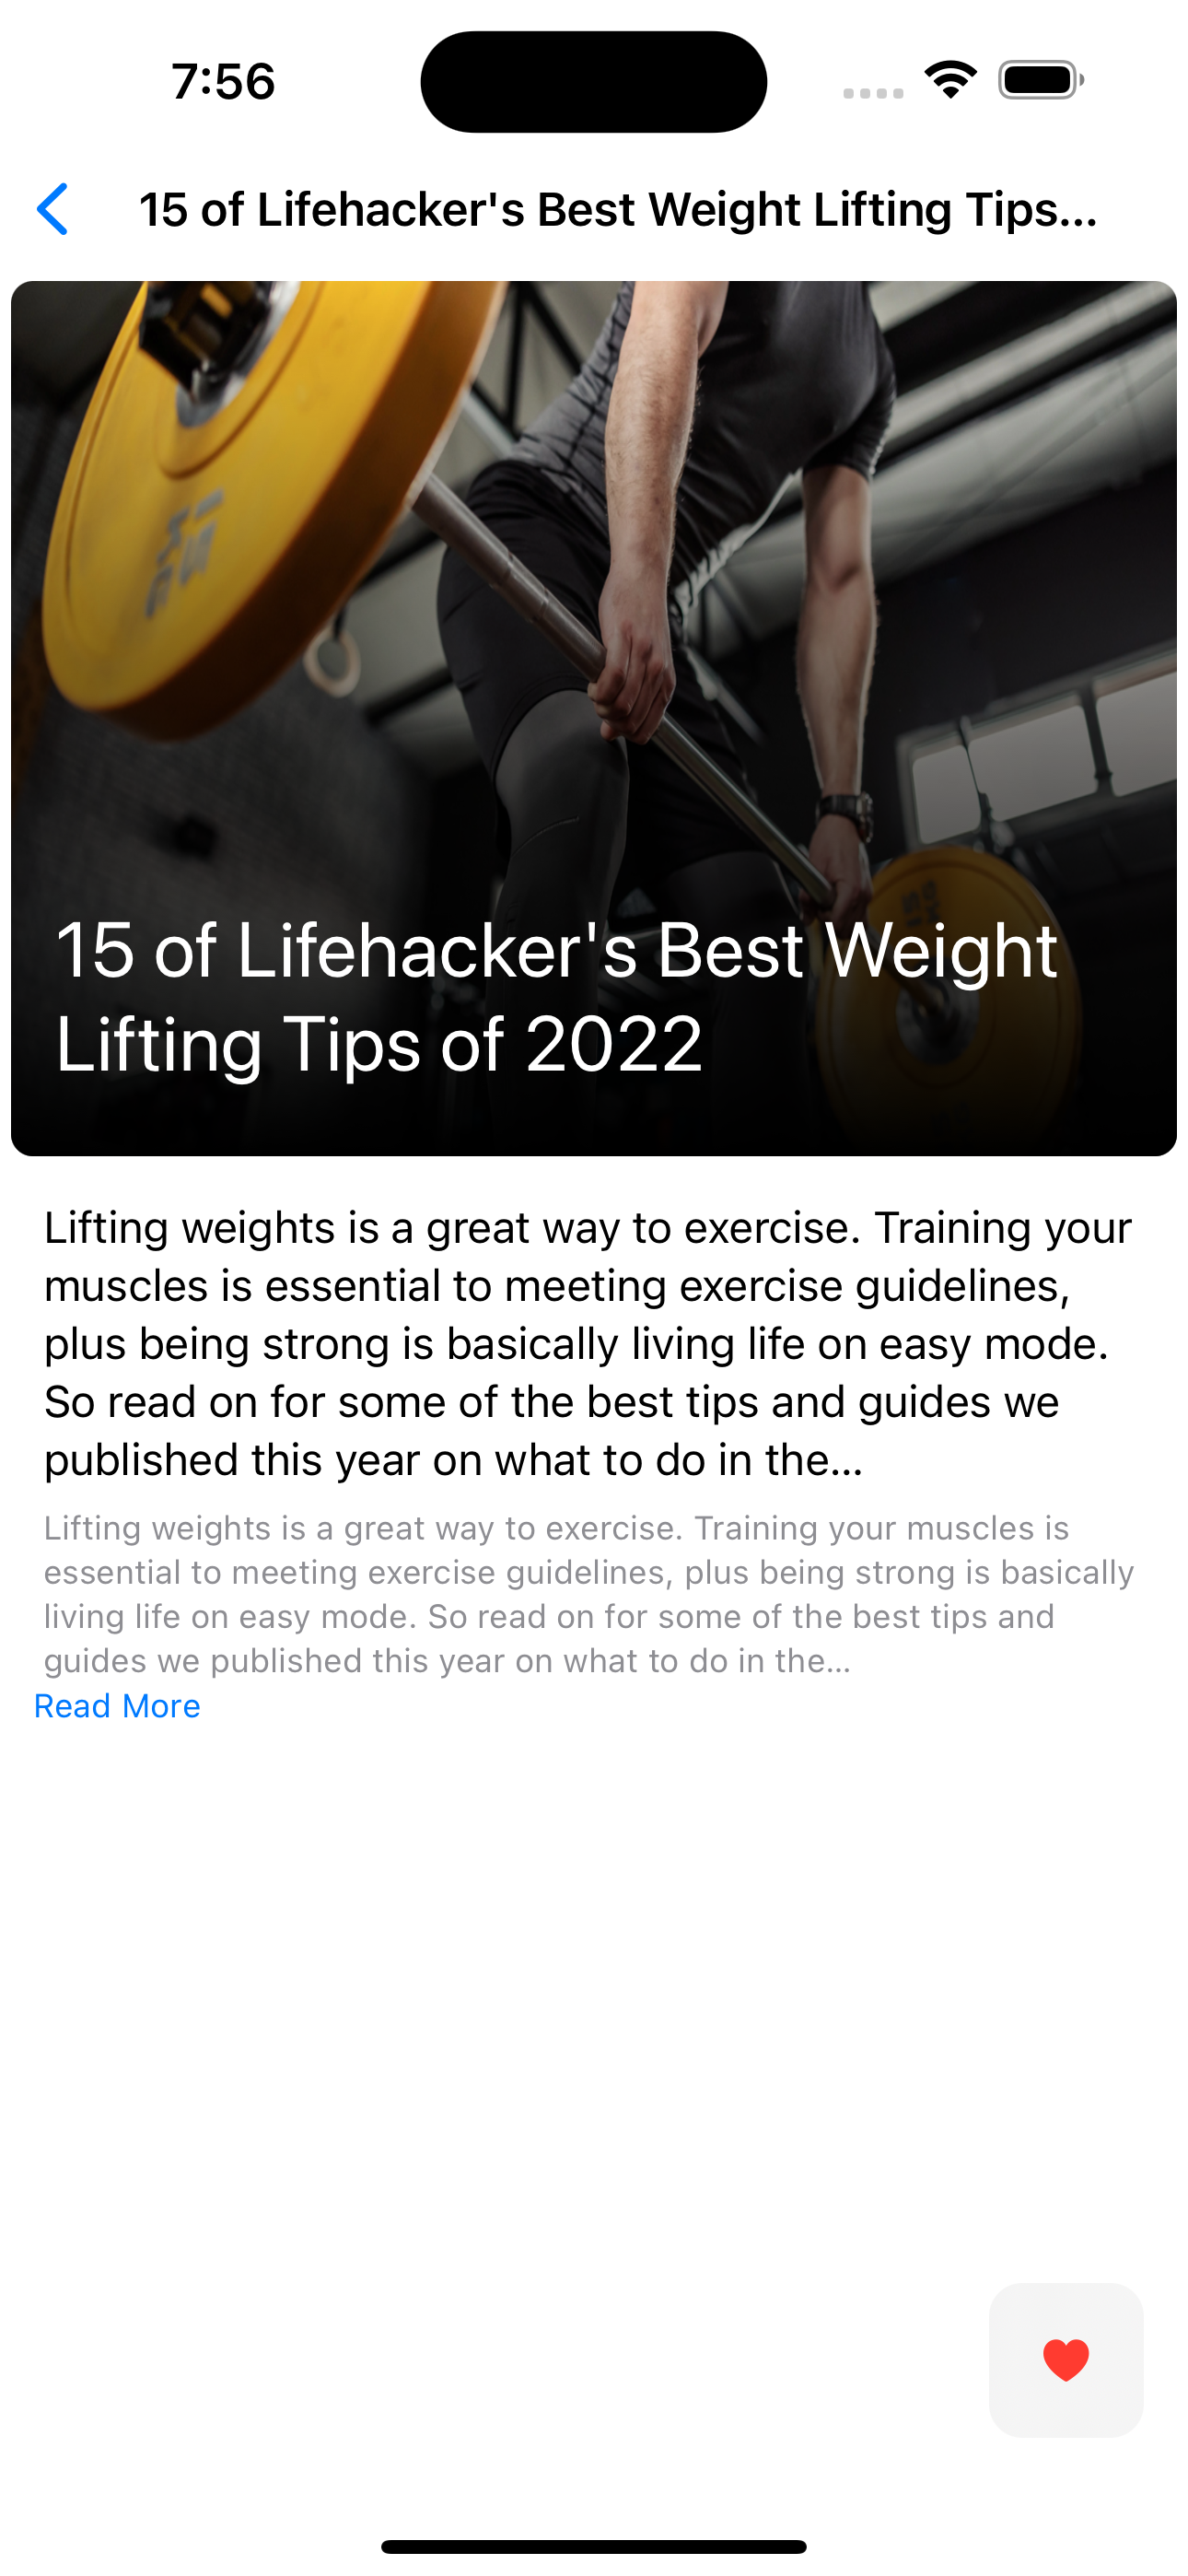 7:56
15 of Lifehacker's Best Weight Lifting Tips...
15 of Lifehacker's Best Weight
Lifting Tips of 2022
Lifting weights is a great way to exercise. Training your
muscles is essential to meeting exercise guidelines,
plus being strong is basically living life on easy mode.
So read on for some of the best tips and guides we
published this year on what to do in the...
Lifting weights is a great way to exercise. Training your muscles is
essential to meeting exercise guidelines, plus being strong is basically
living life on easy mode. So read on for some of the best tips and
guides we published this year on what to do in the...
Read More